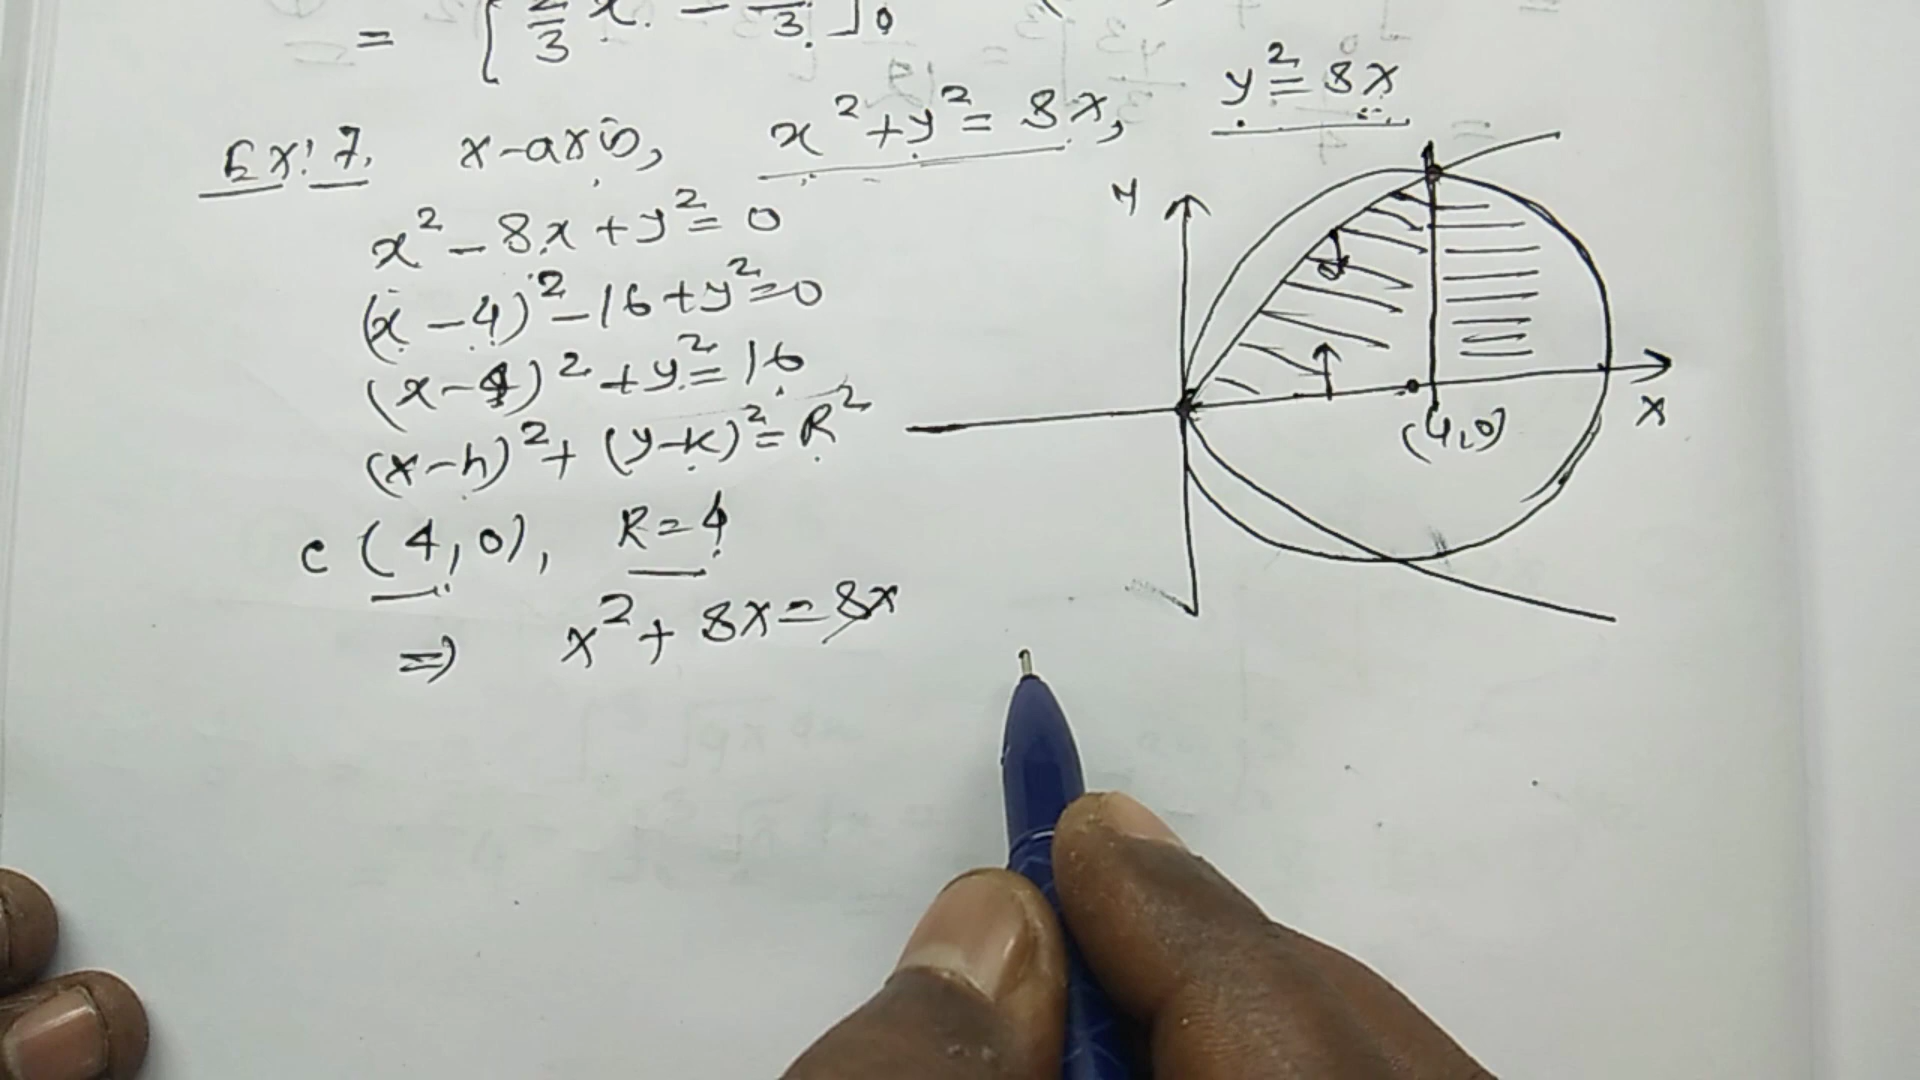 = [ 2/3 x - /3 ]0
Ex: 7. x-axis, x²+y²= 8x, y²= 8x
x² - 8x + y² = 0
(x - 4)² - 16 + y² = 0
(x - 4)² + y² = 16
(x-h)² + (y-k)² = R²
C (4, 0), R = 4
⇒ x² + 8x = 8x
y
(4,0)
x